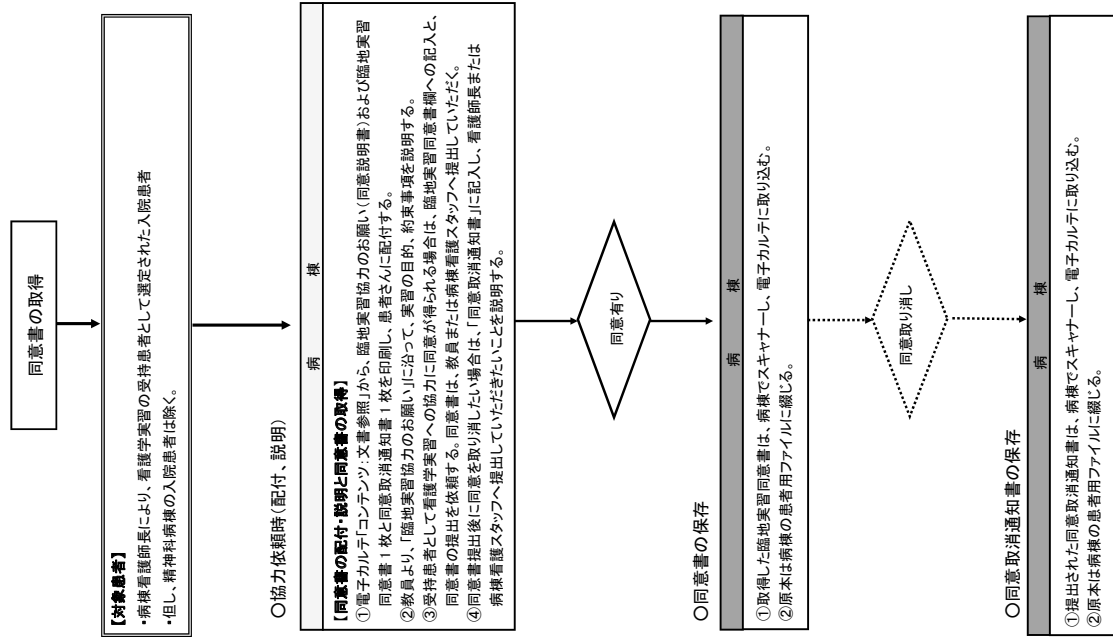 同意書の取得
【対象患者】
・病棟看護師長により、看護学実習の受持患者として選定された入院患者
・但し、精神科病棟の入院患者は除く。
○協力依頼時(配付、説明)
病 棟
【同意書の配付・説明と同意書の取得】
①電子カルテ「コンテンツ:文書参照」から、臨地実習協力のお願い(同意説明書)および臨地実習
同意書1枚と同意取消通知書1枚を印刷し、患者さんに配付する。
②教員より、「臨地実習協力のお願い」に沿って、実習の目的、約束事項を説明する。
③受持患者として看護学実習への協力に同意が得られる場合は、臨地実習同意書欄への記入と、
同意書の提出を依頼する。同意書は、教員または病棟看護スタッフへ提出していただく。
④同意書提出後に同意を取り消したい場合は、「同意取消通知書」に記入し、看護師長または
病棟看護スタッフへ提出していただきたいことを説明する。
同意有り
○同意書の保存
病 棟
①取得した臨地実習同意書は、病棟でスキャナーし、電子カルテに取り込む。
②原本は病棟の患者用ファイルに綴じる。
同意取り消し
○同意取消通知書の保存
病 棟
①提出された同意取消通知書は、病棟でスキャナーし、電子カルテに取り込む。
②原本は病棟の患者用ファイルに綴じる。